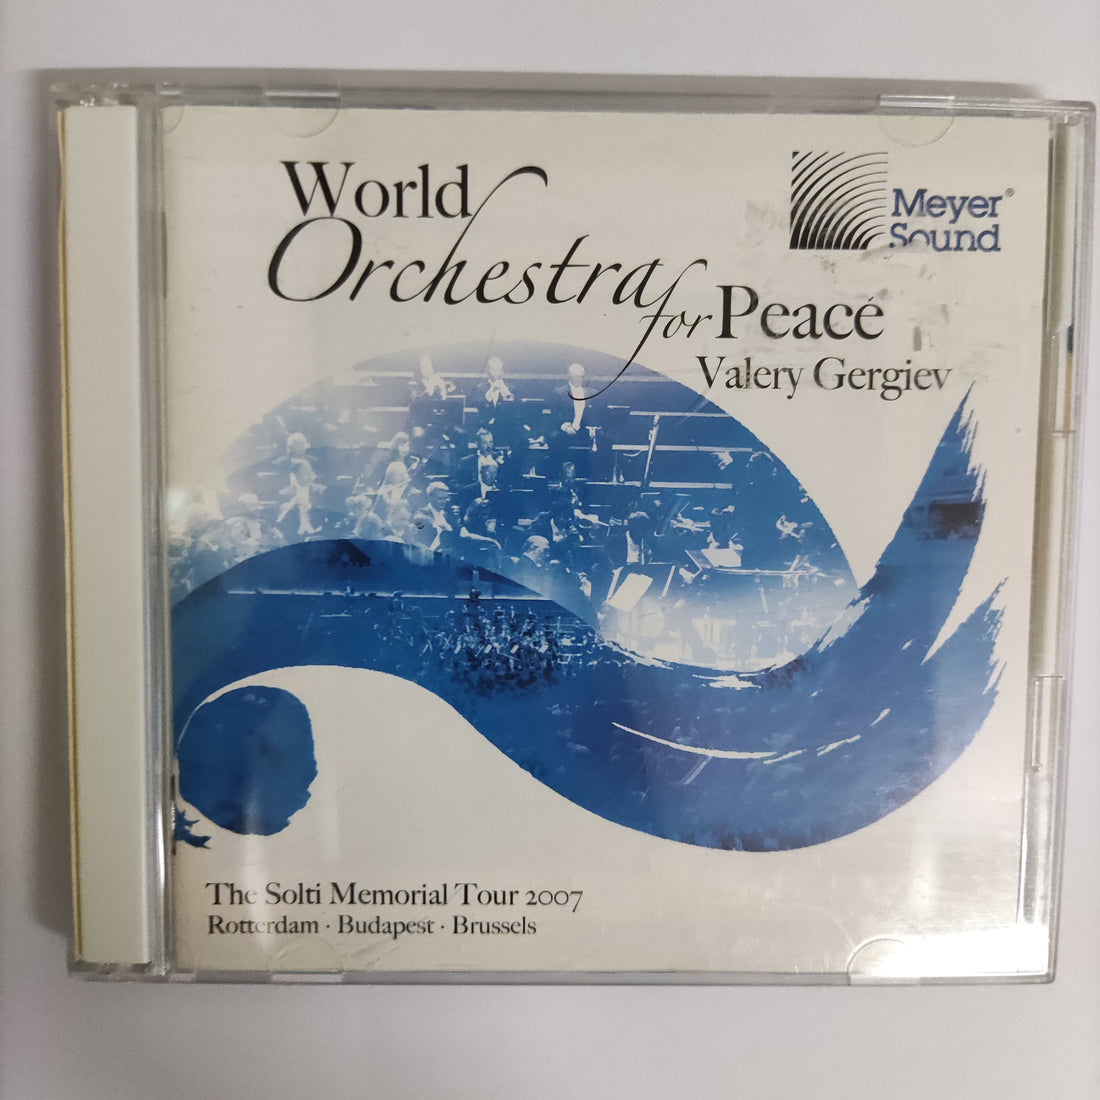 World
Orchestra
for Peace
Valery Gergiev
Meyer®
Sound
The Solti Memorial Tour 2007
Rotterdam · Budapest · Brussels